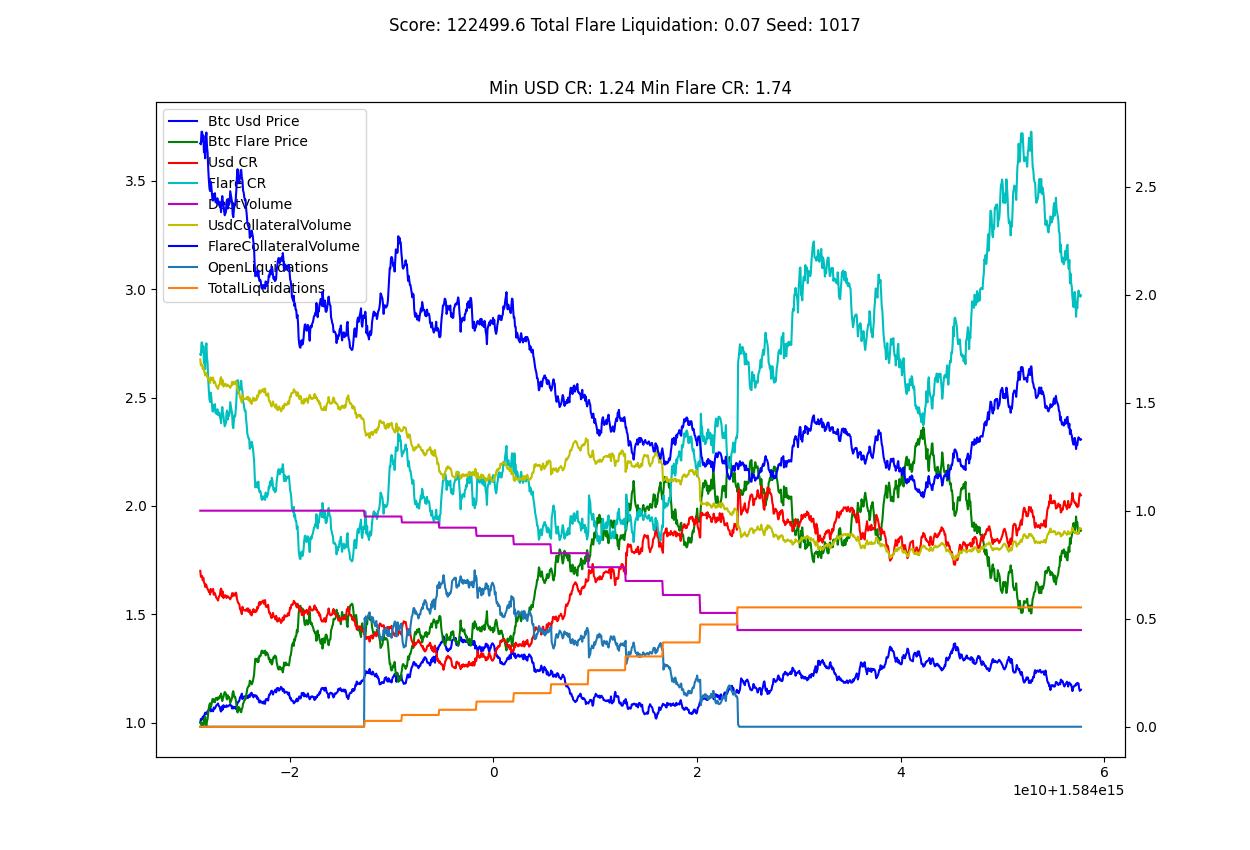 Score: 122499.6 Total Flare Liquidation: 0.07 Seed: 1017
Min USD CR: 1.24 Min Flare CR: 1.74
Btc Usd Price
Btc Flare Price
Usd CR
Flare CR
DebtVolume
UsdCollateralVolume
FlareCollateralVolume
OpenLiquidations
TotalLiquidations
3.5
3.0
2.5
2.0
1.5
1.0
2.5
2.0
1.5
1.0
0.5
0.0
−2 0 2 4 6
1e10+1.584e15